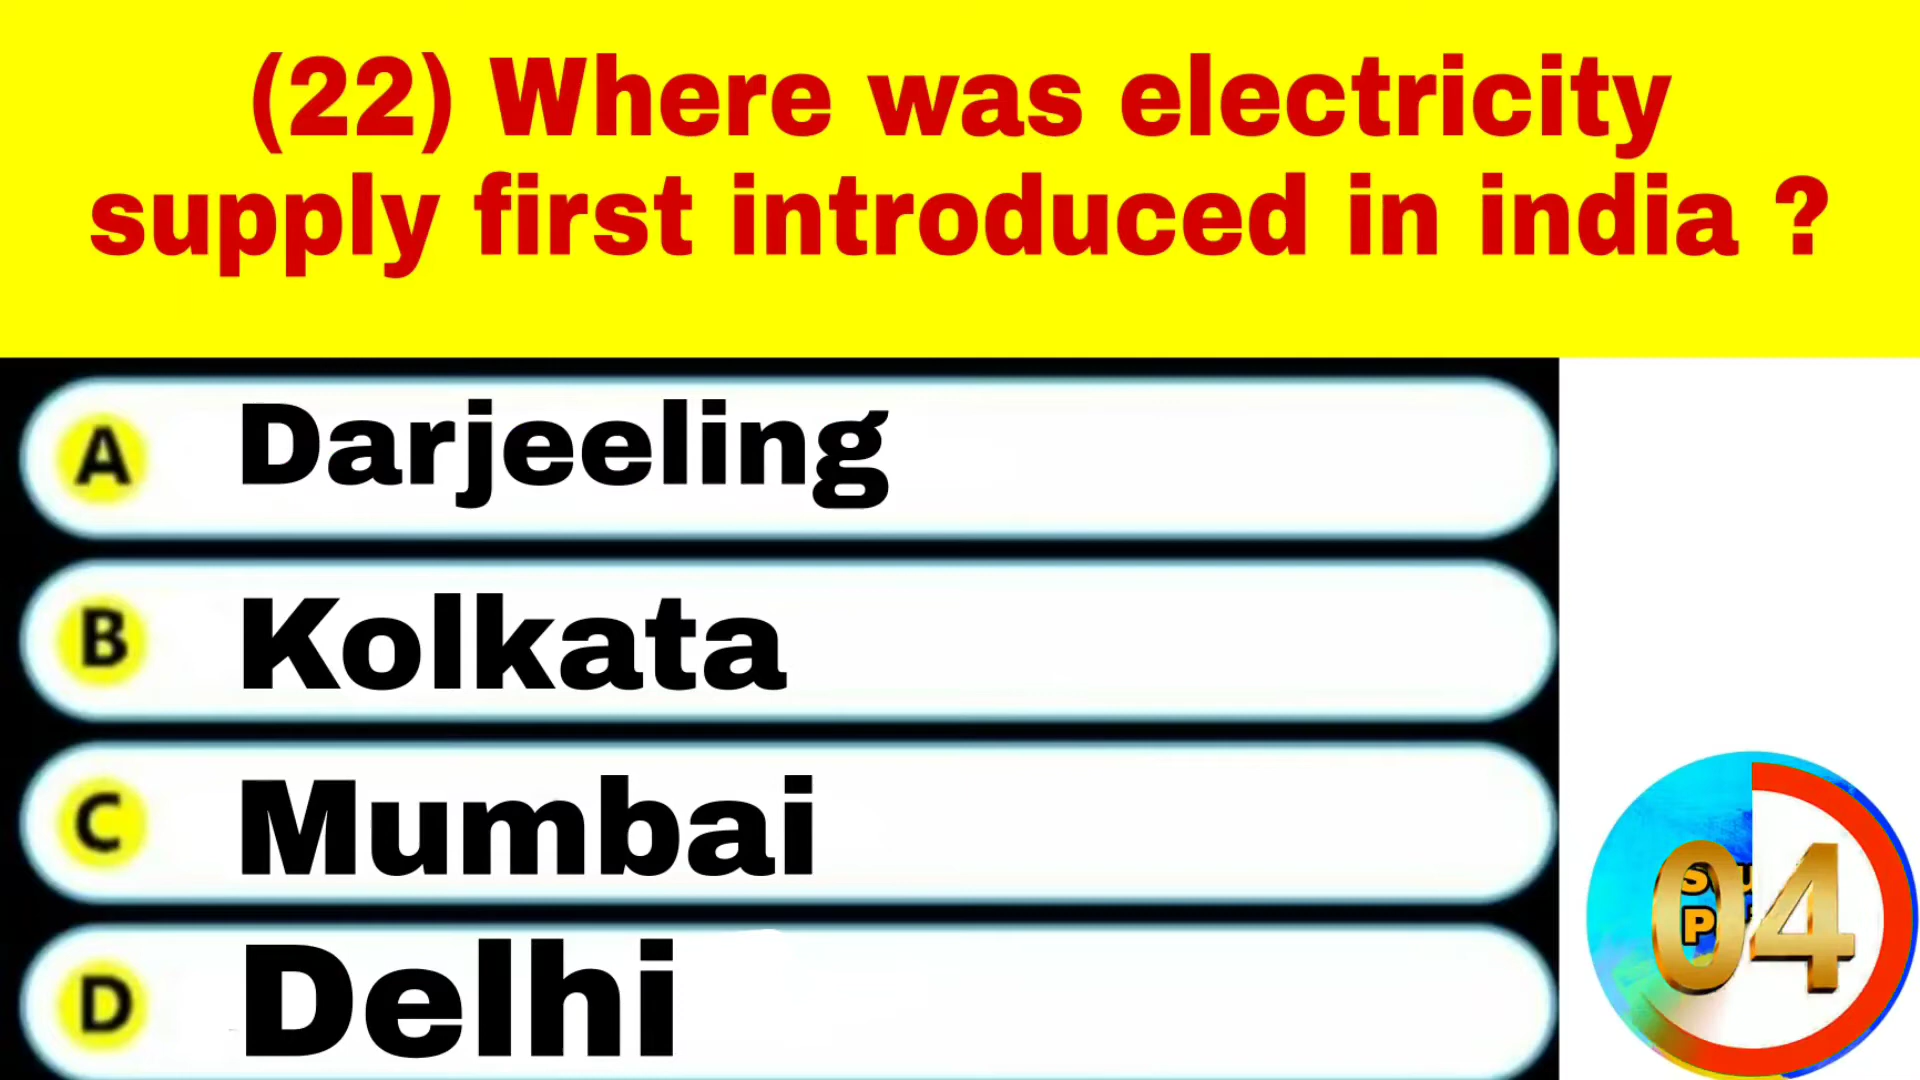 (22) Where was electricity
supply first introduced in india ?
A Darjeeling
B Kolkata
C Mumbai
D Delhi
04